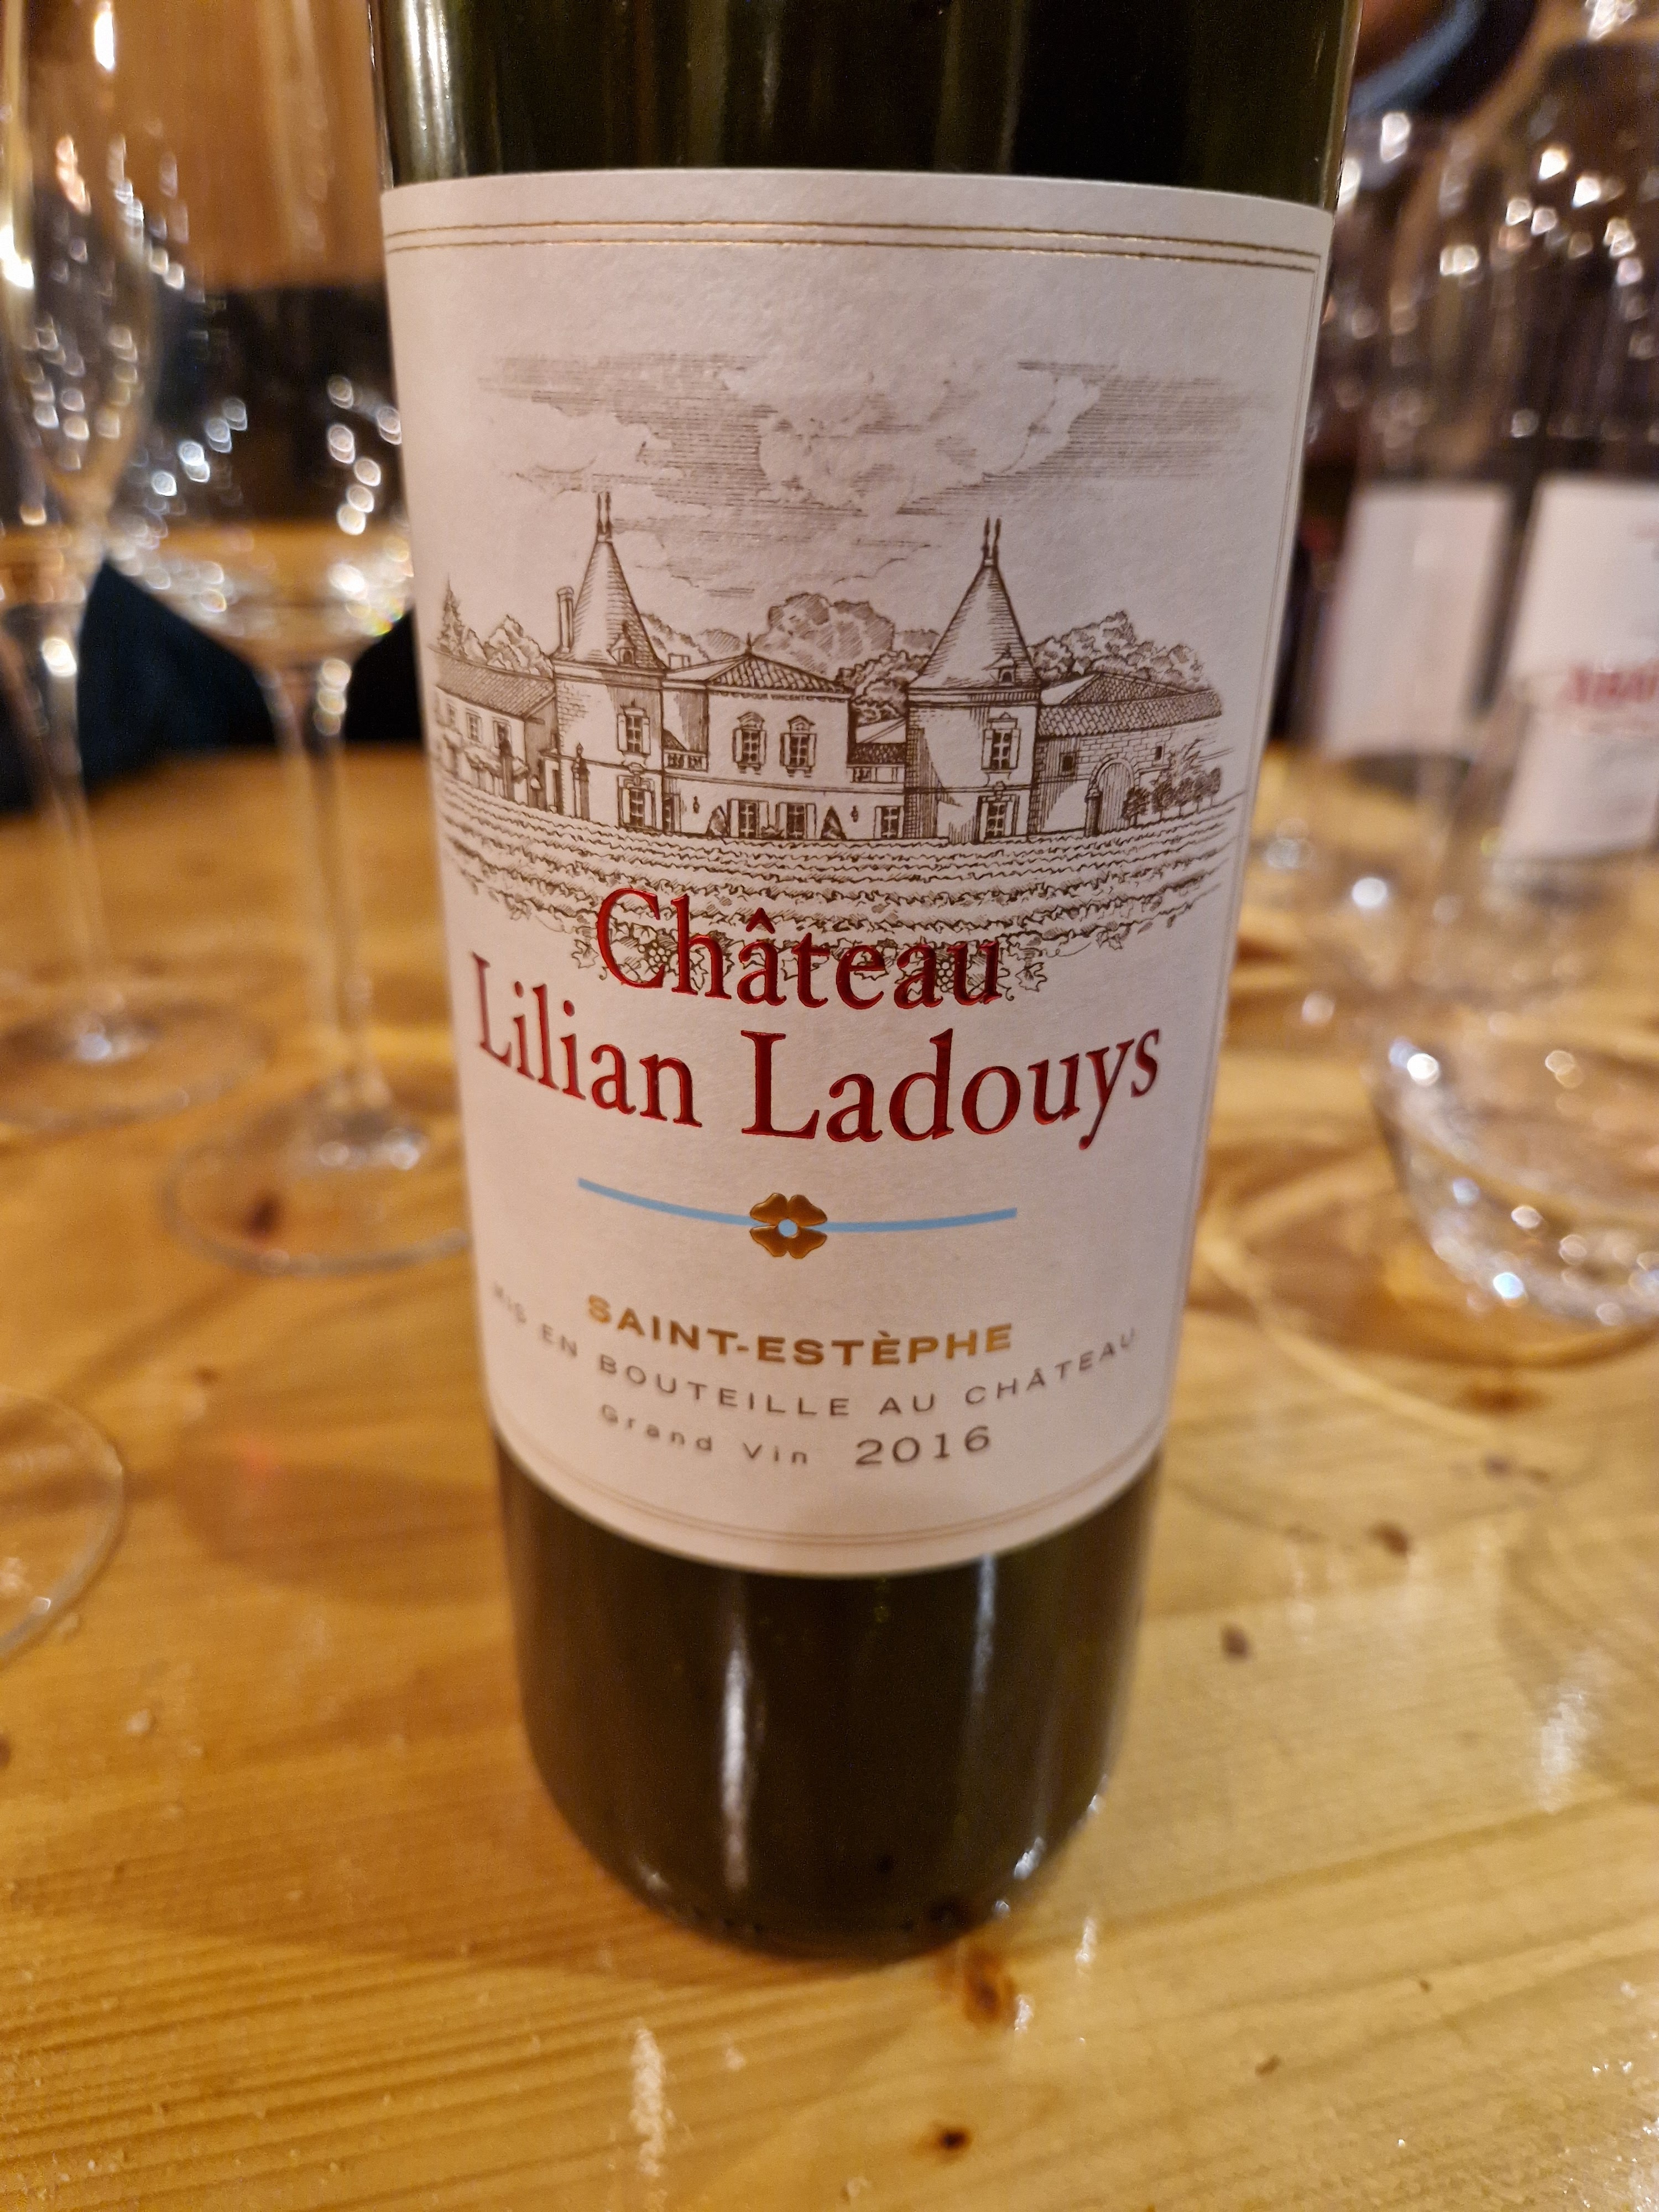 Château
Lilian Ladouys
SAINT-ESTÈPHE
MIS EN BOUTEILLE AU CHÂTEAU
Grand Vin 2016